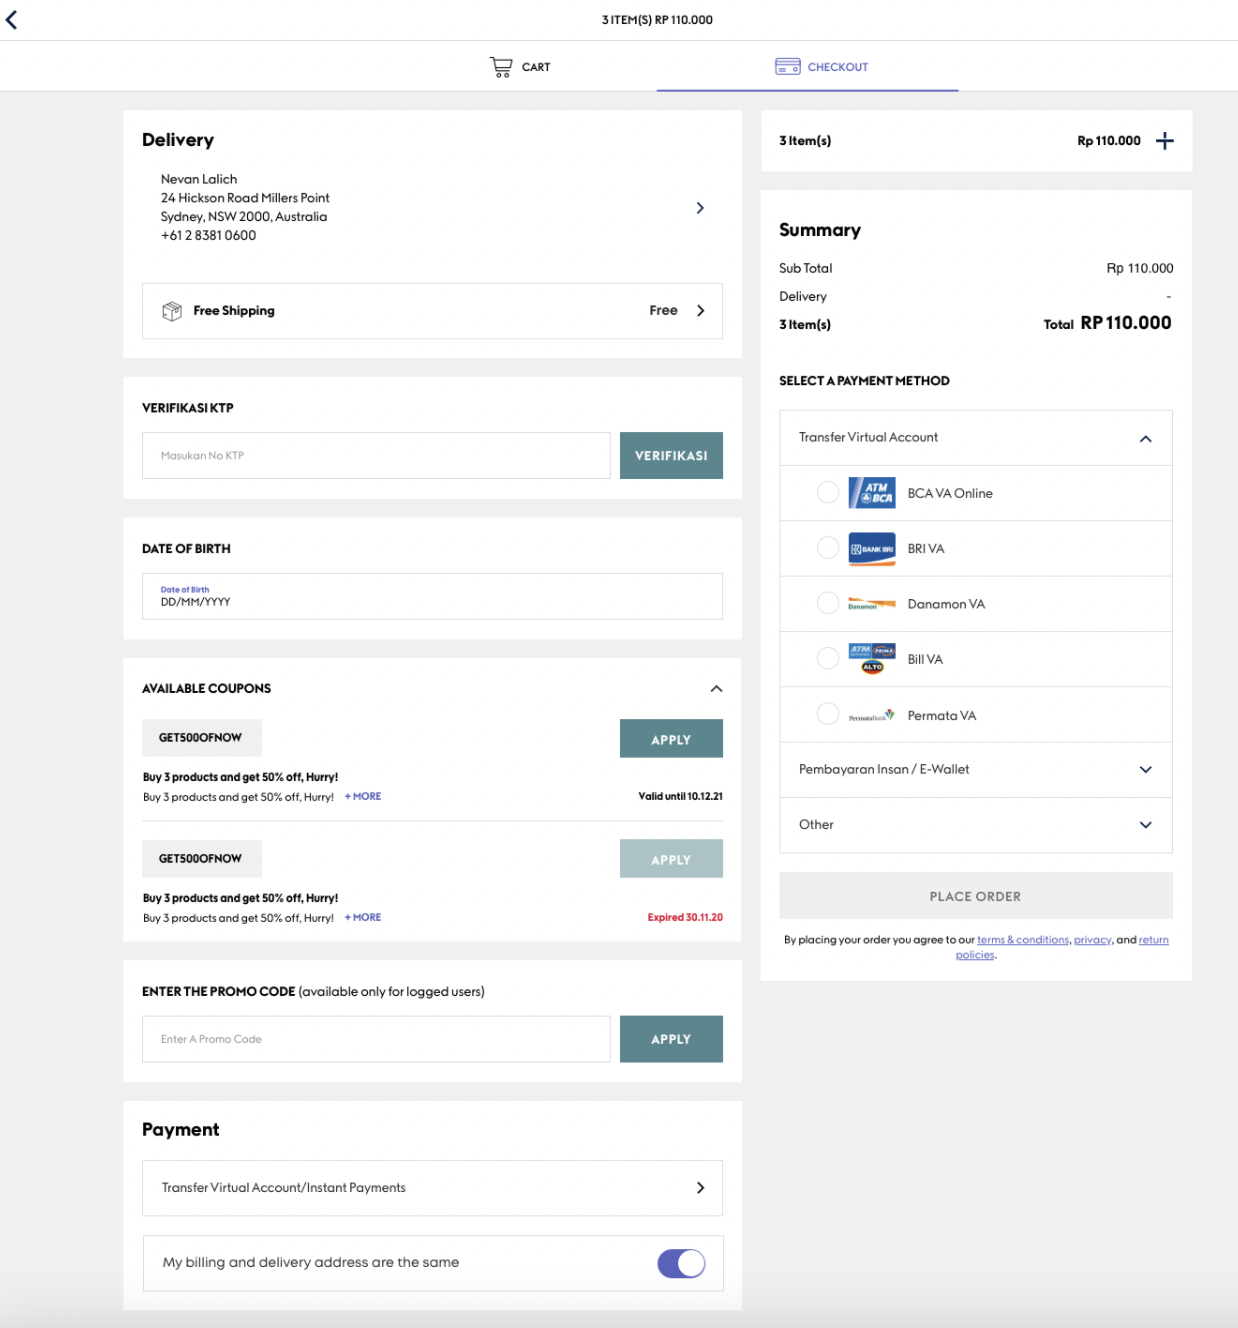 3 ITEM(S) RP 110.000
CART
CHECKOUT
Delivery
Nevan Lalich
24 Hickson Road Millers Point
Sydney, NSW 2000, Australia
+61 2 8381 0600
Free Shipping
Free
VERIFIKASI KTP
Masukan No KTP
VERIFIKASI
DATE OF BIRTH
Date of Birth
DD/MM/YYYY
AVAILABLE COUPONS
GET500FNOW
APPLY
Buy 3 products and get 50% off, Hurry!
Buy 3 products and get 50% off, Hurry! + MORE
Valid until 10.12.21
GET500FNOW
APPLY
Buy 3 products and get 50% off, Hurry!
Buy 3 products and get 50% off, Hurry! + MORE
Expired 30.11.20
ENTER THE PROMO CODE (available only for logged users)
Enter A Promo Code
APPLY
Payment
Transfer Virtual Account/Instant Payments
My billing and delivery address are the same
3 Item(s)
Rp 110.000
Summary
Sub Total
Rp 110.000
Delivery
-
3 Item(s)
Total RP 110.000
SELECT A PAYMENT METHOD
Transfer Virtual Account
ATM
BCA
BCA VA Online
BANK BRI
BRI VA
Danamon
Danamon VA
ATM
PRIMA
ALTO
Bill VA
PermataBank
Permata VA
Pembayaran Insan / E-Wallet
Other
PLACE ORDER
By placing your order you agree to our terms & conditions, privacy, and return
policies.